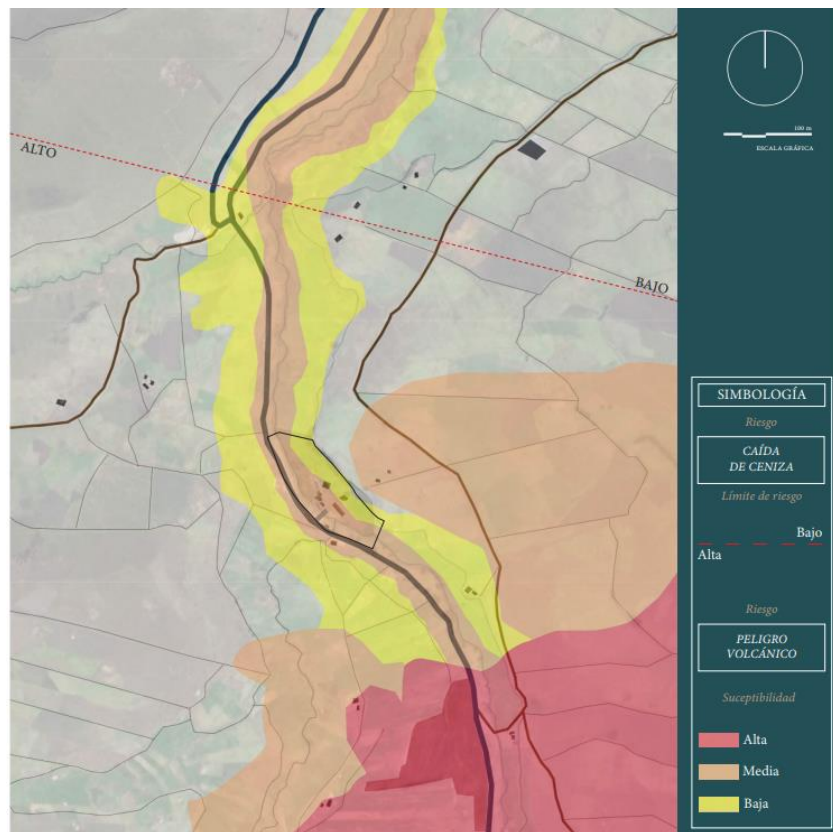 ALTO
BAJO
100 m
ESCALA GRÁFICA
SIMBOLOGÍA
Riesgo
CAÍDA
DE CENIZA
Límite de riesgo
Bajo
Alta
Riesgo
PELIGRO
VOLCÁNICO
Suceptibilidad
Alta
Media
Baja